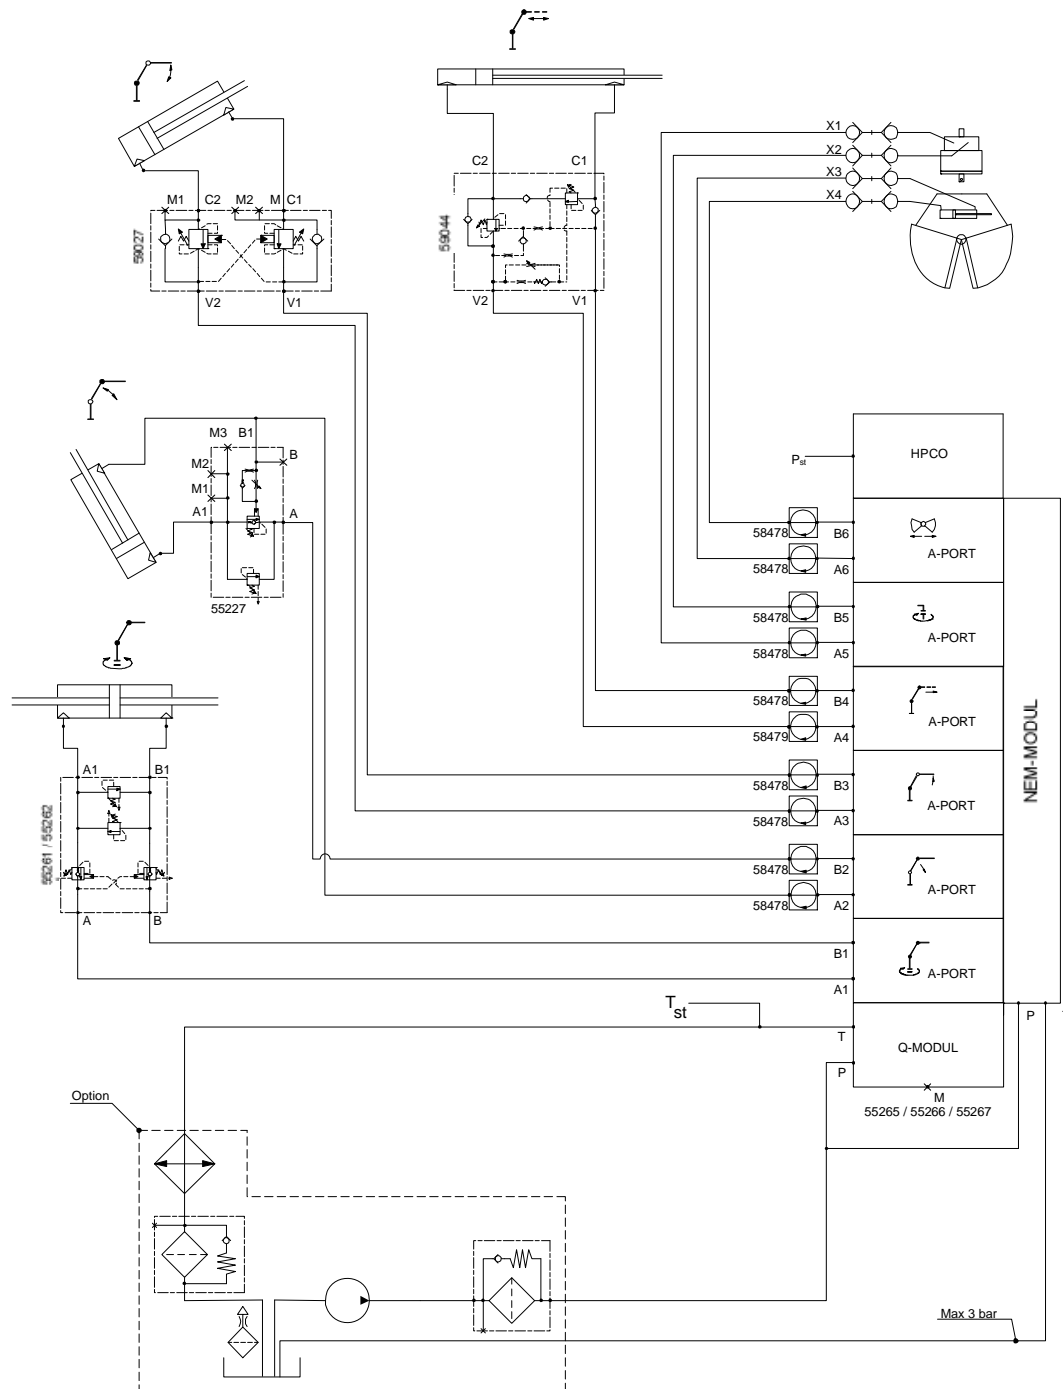 X1
X2
X3
X4
C2
C1
59044
V2
V1
M1
C2
M2
M
C1
59027
V2
V1
M3
B1
B
M2
M1
A1
A
55227
HPCO
Pst
58478
B6
A-PORT
58478
A6
58478
B5
A-PORT
58478
A5
58478
B4
A-PORT
58479
A4
58478
B3
A-PORT
58478
A3
58478
B2
A-PORT
58478
A2
B1
A-PORT
A1
NEM-MODUL
A1
B1
55261 / 55262
A
B
Tst
T
P
Q-MODUL
P
M
55265 / 55266 / 55267
Option
Max 3 bar